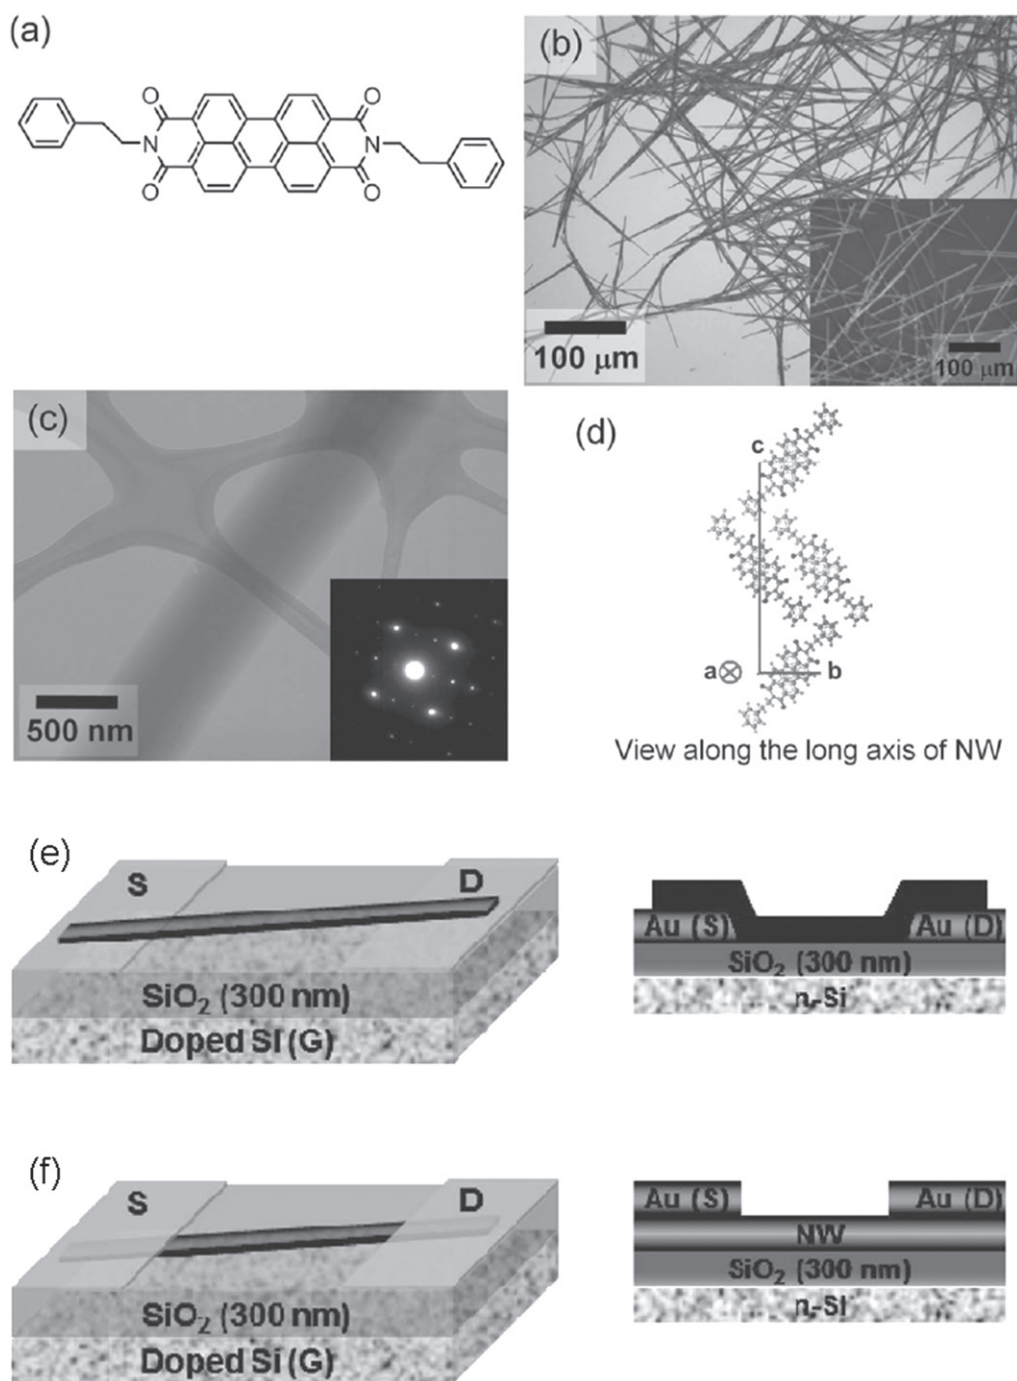 (a)
O
O
N
N
O
O
(b)
100 μm
100 μm
(c)
500 nm
(d)
c
a
b
View along the long axis of NW
(e)
S
D
SiO2 (300 nm)
Doped Si (G)
Au (S)
Au (D)
SiO2 (300 nm)
n-Si
(f)
S
D
SiO2 (300 nm)
Doped Si (G)
Au (S)
Au (D)
NW
SiO2 (300 nm)
n-Si